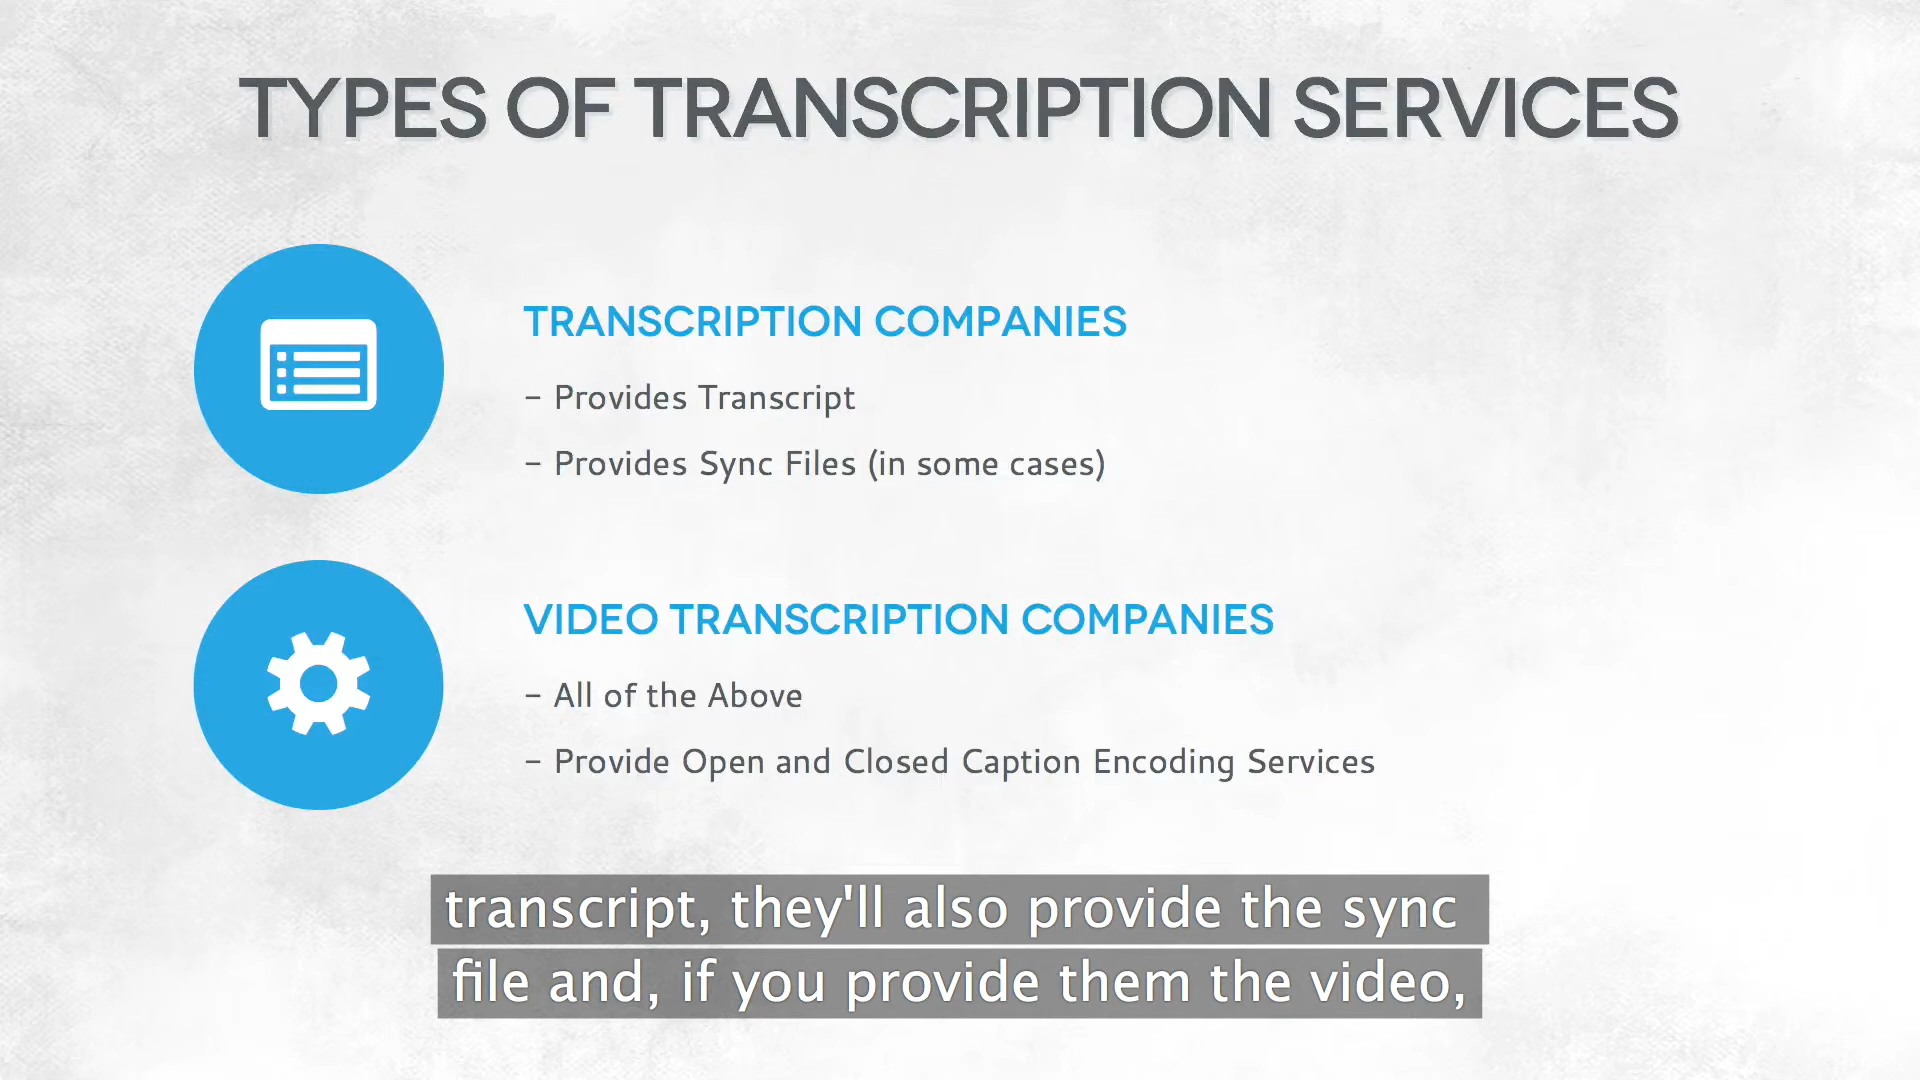 TYPES OF TRANSCRIPTION SERVICES
TRANSCRIPTION COMPANIES
- Provides Transcript
- Provides Sync Files (in some cases)
VIDEO TRANSCRIPTION COMPANIES
- All of the Above
- Provide Open and Closed Caption Encoding Services
transcript, they'll also provide the sync
file and, if you provide them the video,